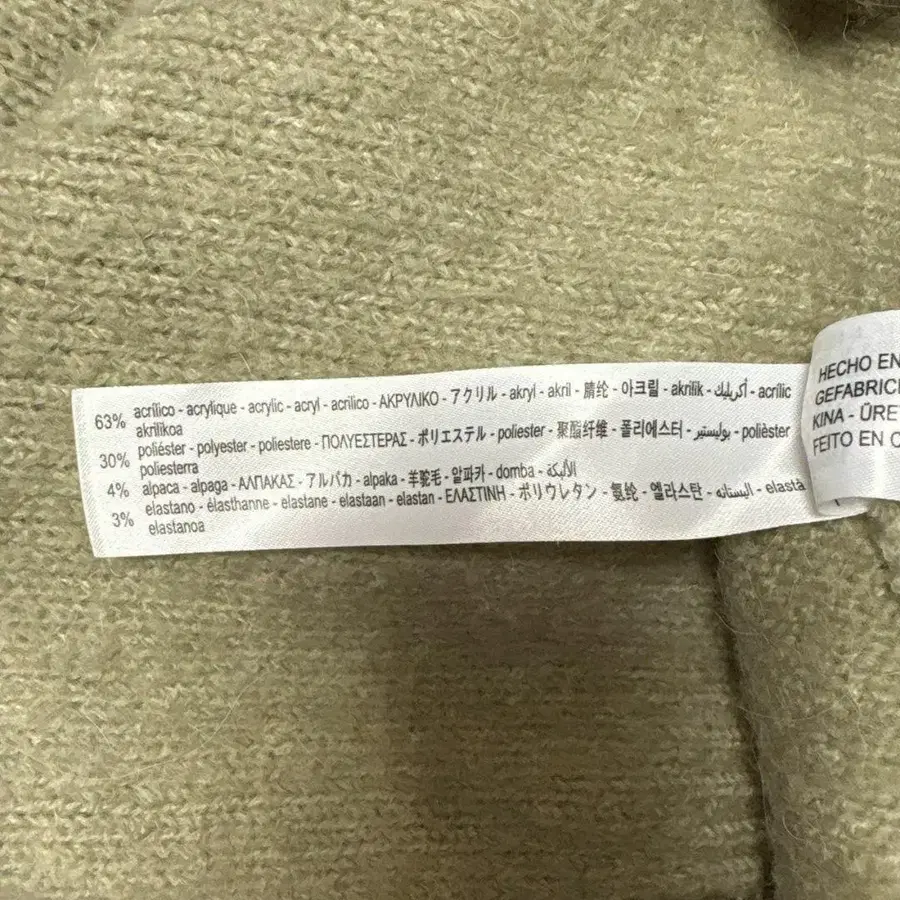 63% acrílico - acrylique - acrylic - acryl - acrilico - ΑΚΡΥΛΙΚΟ - アクリル - akryl - akril - 腈纶 - 아크릴 - akrilik - أكريليك - acrílic
akrilikoa
30% poliéster - polyester - poliestere - ΠΟΛΥΕΣΤΕΡΑΣ - ポリエステル - poliester - 聚酯纤维 - 폴리에스터 - بوليستير - polièster
poliesterra
4% alpaca - alpaga - ΑΛΠΑΚΑΣ - アルパカ - alpaka - 羊驼毛 - 알파카 - domba - الألبكة
3% elastano - élasthanne - elastane - elastaan - elastan - ΕΛΑΣΤΙΝΗ - ポリウレタン - 氨纶 - 엘라스탄 - اليستانه - elastà
elastanoa
HECHO EN
GEFABRIC
KINA - ÜRE
FEITO EN C